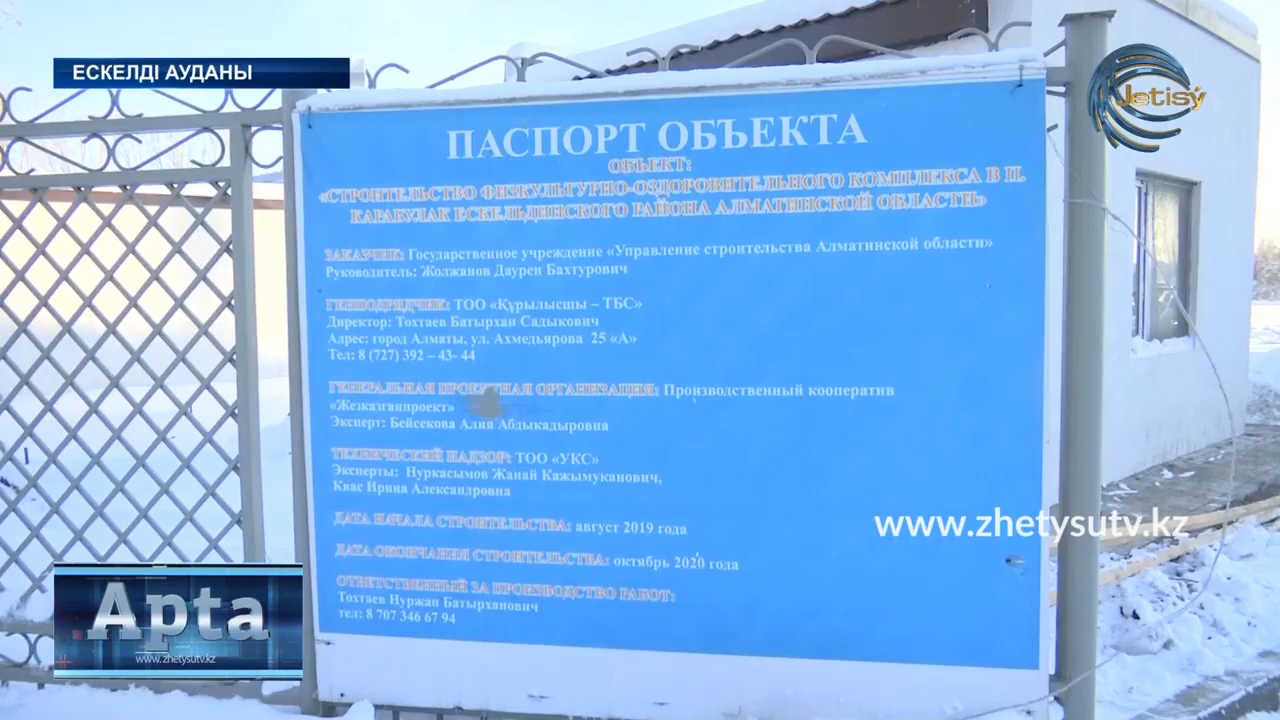 ЕСКЕЛДІ АУДАНЫ
Jetisý
ПАСПОРТ ОБЪЕКТА
ОБЪЕКТ:
«СТРОИТЕЛЬСТВО ФИЗКУЛЬТУРНО-ОЗДОРОВИТЕЛЬНОГО КОМПЛЕКСА В П.
КАРАБУЛАК ЕСКЕЛЬДИНСКОГО РАЙОНА АЛМАТИНСКОЙ ОБЛАСТИ»
ЗАКАЗЧИК: Государственное учреждение «Управление строительства Алматинской области»
Руководитель: Жолжанов Даурен Бахтурович
ГЕНПОДРЯДЧИК: ТОО «Құрылысшы – ТБС»
Директор: Тохтаев Батырхан Садыкович
Адрес: город Алматы, ул. Ахмедьярова 25 «А»
Тел: 8 (727) 392 – 43- 44
ГЕНЕРАЛЬНАЯ ПРОЕКТНАЯ ОРГАНИЗАЦИЯ: Производственный кооператив
«Жезказганпроект»
Эксперт: Бейсекова Алия Абдыкадыровна
ТЕХНИЧЕСКИЙ НАДЗОР: ТОО «УКС»
Эксперты: Нуркасымов Жанай Кажымуканович,
Квас Ирина Александровна
ДАТА НАЧАЛА СТРОИТЕЛЬСТВА: август 2019 года
ДАТА ОКОНЧАНИЯ СТРОИТЕЛЬСТВА: октябрь 2020 года
ОТВЕТСТВЕННЫЙ ЗА ПРОИЗВОДСТВО РАБОТ:
Тохтаев Нуржан Батырханович
тел: 8 707 346 67 94
www.zhetysutv.kz
Apta
www.zhetysutv.kz